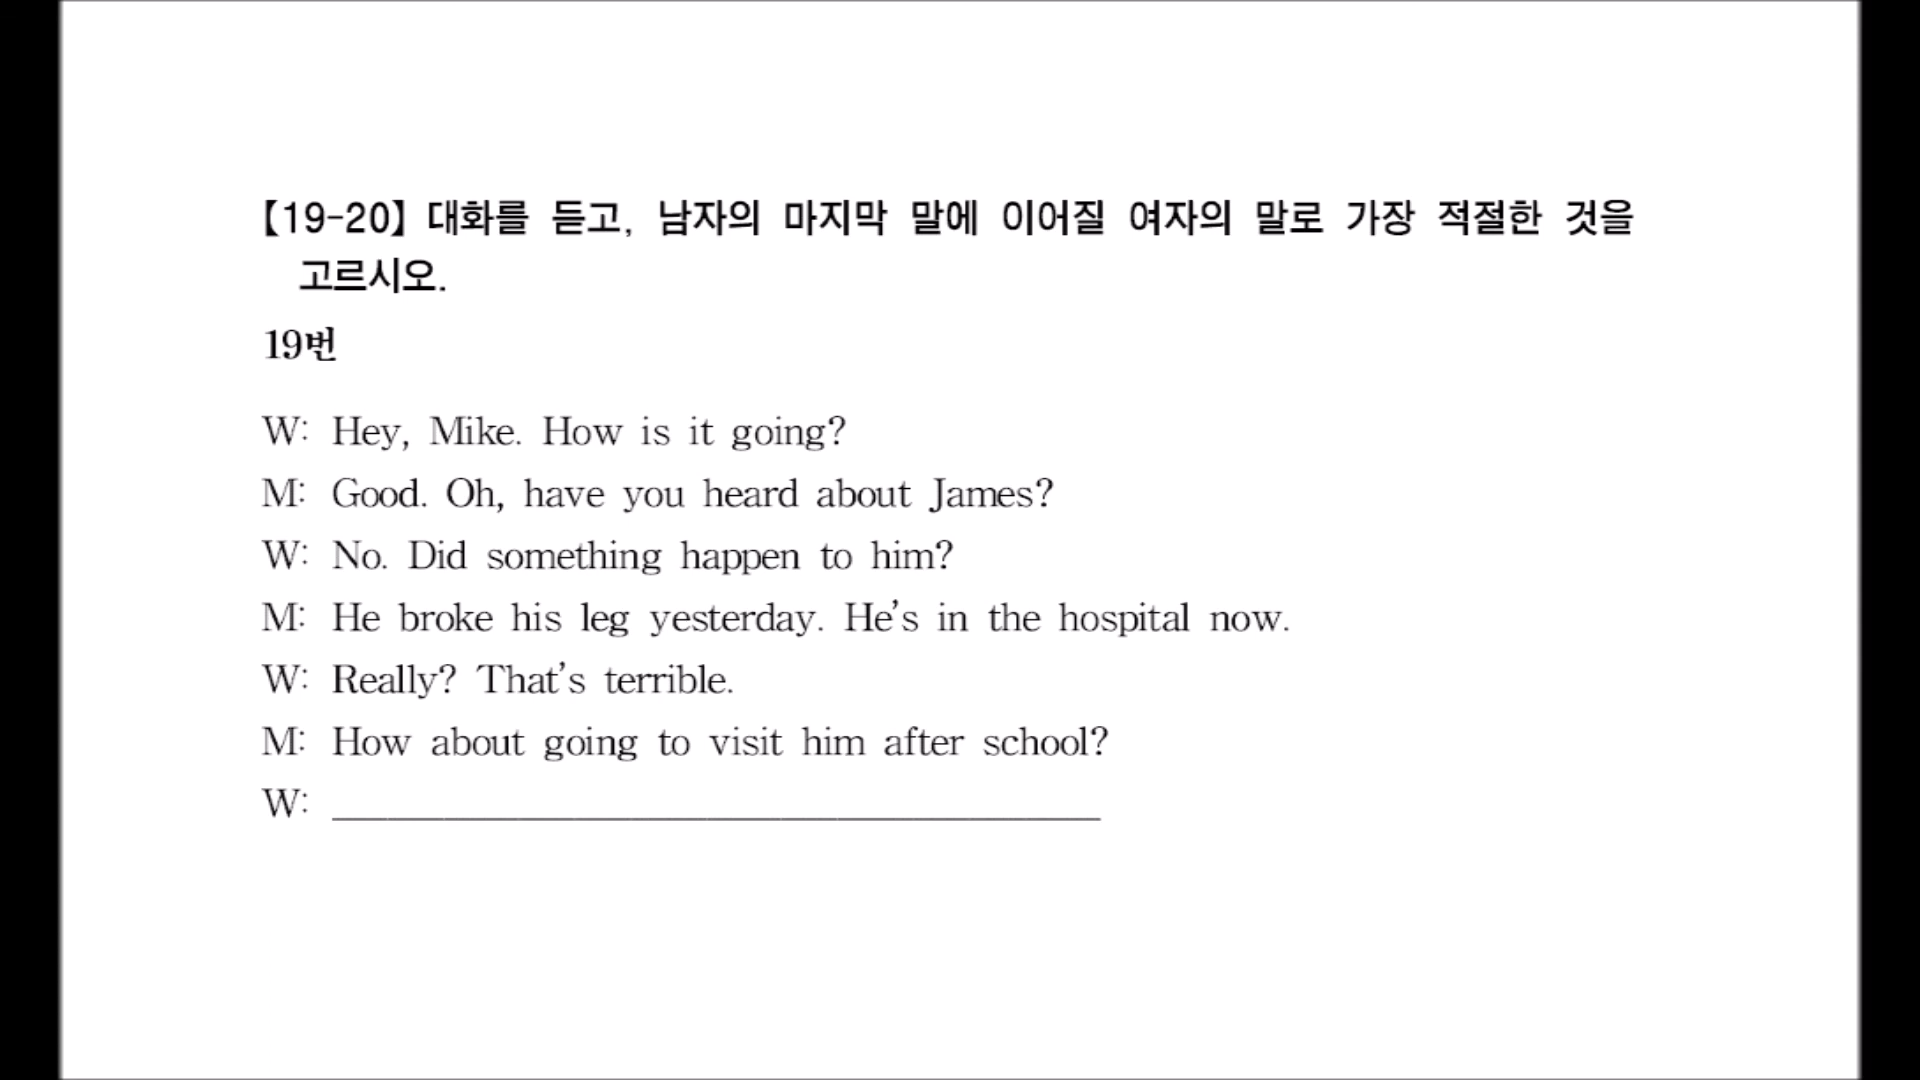 【19-20】 대화를 듣고, 남자의 마지막 말에 이어질 여자의 말로 가장 적절한 것을
고르시오.
19번
W: Hey, Mike. How is it going?
M: Good. Oh, have you heard about James?
W: No. Did something happen to him?
M: He broke his leg yesterday. He's in the hospital now.
W: Really? That's terrible.
M: How about going to visit him after school?
W: ________________________________